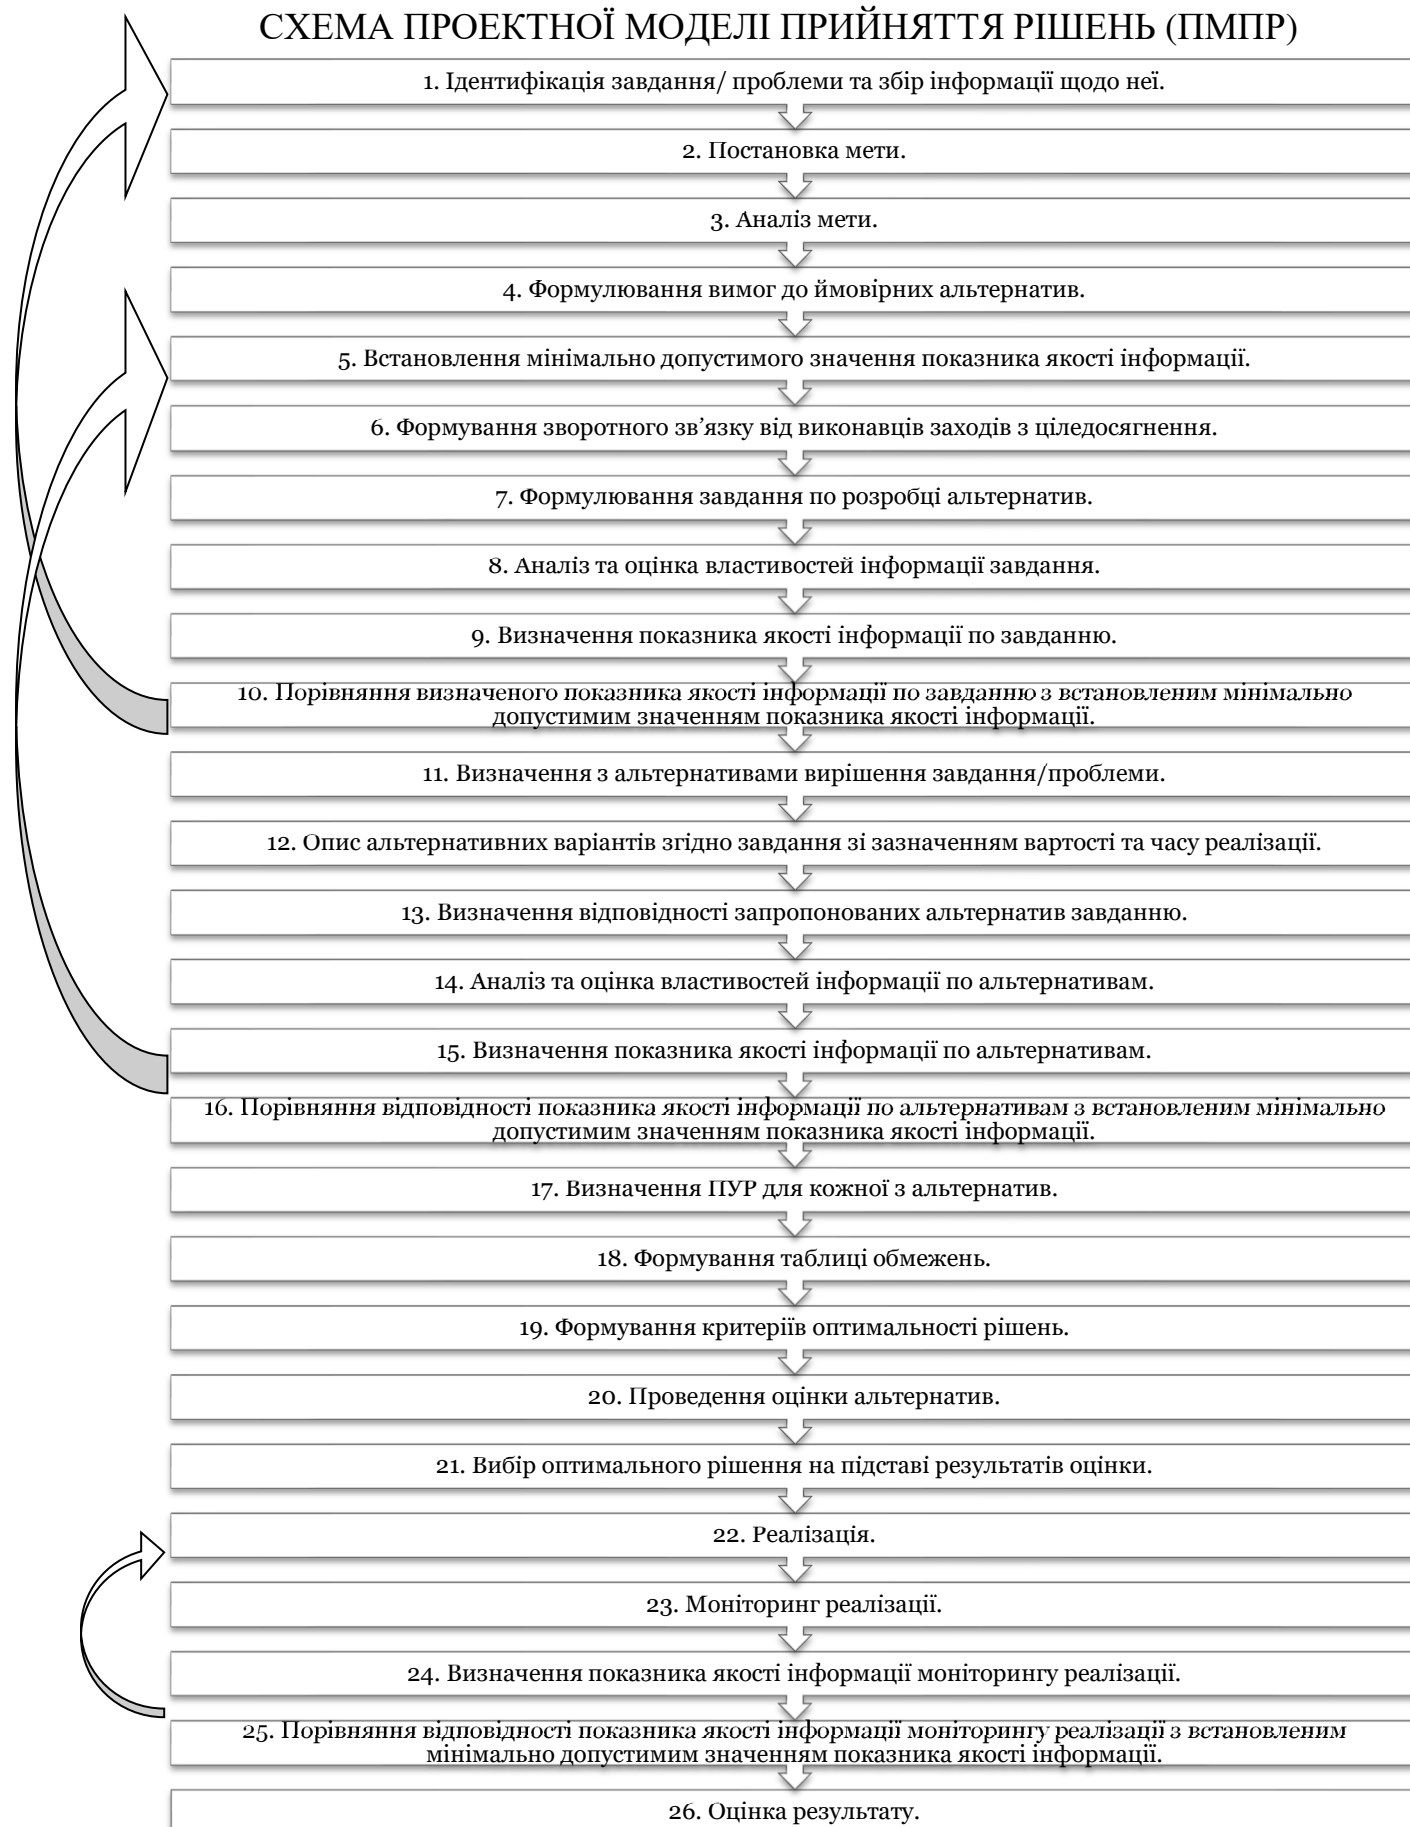 СХЕМА ПРОЕКТНОЇ МОДЕЛІ ПРИЙНЯТТЯ РІШЕНЬ (ПМПР)
1. Ідентифікація завдання/ проблеми та збір інформації щодо неї.
2. Постановка мети.
3. Аналіз мети.
4. Формулювання вимог до ймовірних альтернатив.
5. Встановлення мінімально допустимого значення показника якості інформації.
6. Формування зворотного зв’язку від виконавців заходів з ціледосягнення.
7. Формулювання завдання по розробці альтернатив.
8. Аналіз та оцінка властивостей інформації завдання.
9. Визначення показника якості інформації по завданню.
10. Порівняння визначеного показника якості інформації по завданню з встановленим мінімально
допустимим значенням показника якості інформації.
11. Визначення з альтернативами вирішення завдання/проблеми.
12. Опис альтернативних варіантів згідно завдання зі зазначенням вартості та часу реалізації.
13. Визначення відповідності запропонованих альтернатив завданню.
14. Аналіз та оцінка властивостей інформації по альтернативам.
15. Визначення показника якості інформації по альтернативам.
16. Порівняння відповідності показника якості інформації по альтернативам з встановленим мінімально
допустимим значенням показника якості інформації.
17. Визначення ПУР для кожної з альтернатив.
18. Формування таблиці обмежень.
19. Формування критеріїв оптимальності рішень.
20. Проведення оцінки альтернатив.
21. Вибір оптимального рішення на підставі результатів оцінки.
22. Реалізація.
23. Моніторинг реалізації.
24. Визначення показника якості інформації моніторингу реалізації.
25. Порівняння відповідності показника якості інформації моніторингу реалізації з встановленим
мінімально допустимим значенням показника якості інформації.
26. Оцінка результату.